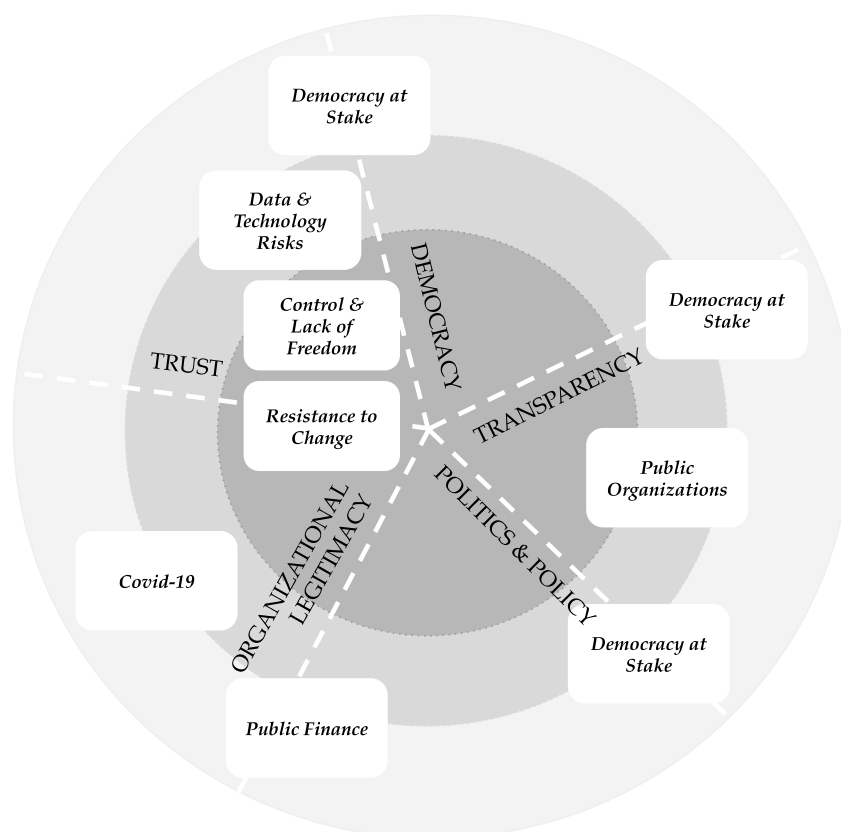 Democracy at
Stake
Data &
Technology
Risks
DEMOCRACY
Control &
Lack of
Freedom
Democracy at
Stake
TRUST
TRANSPARENCY
Resistance to
Change
Public
Organizations
POLITICS & POLICY
ORGANIZATIONAL
LEGITIMACY
Covid-19
Democracy at
Stake
Public Finance